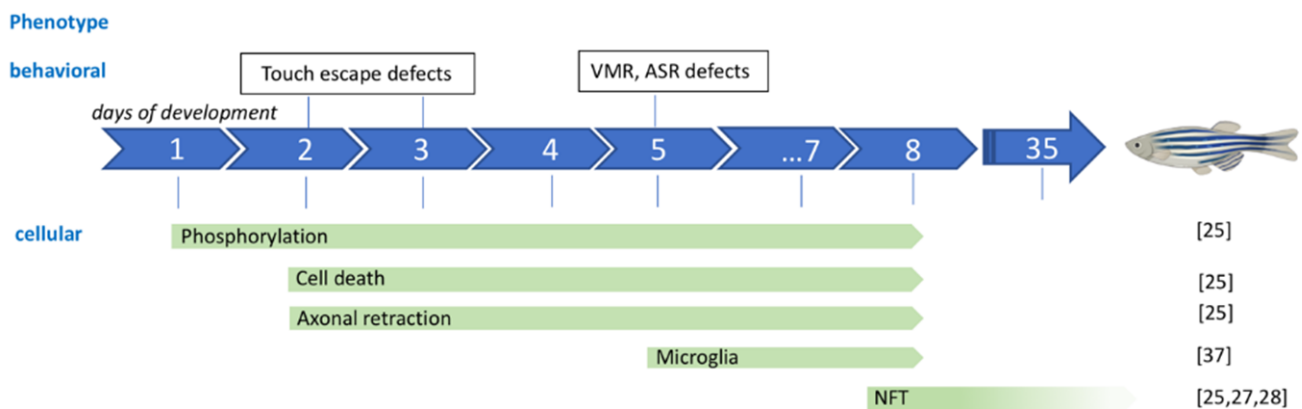 Phenotype
behavioral
Touch escape defects
VMR, ASR defects
days of development
1 2 3 4 5 ...7 8 35
cellular
Phosphorylation [25]
Cell death [25]
Axonal retraction [25]
Microglia [37]
NFT [25,27,28]